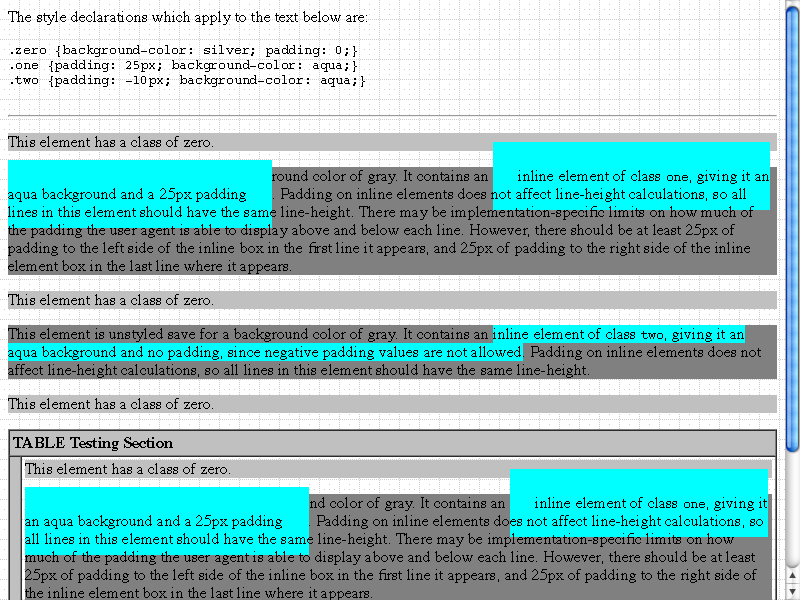 The style declarations which apply to the text below are:
.zero {background-color: silver; padding: 0;}
.one {padding: 25px; background-color: aqua;}
.two {padding: -10px; background-color: aqua;}
This element has a class of zero.
round color of gray. It contains an inline element of class one, giving it an
aqua background and a 25px padding. Padding on inline elements does not affect line-height calculations, so all
lines in this element should have the same line-height. There may be implementation-specific limits on how much of
the padding the user agent is able to display above and below each line. However, there should be at least 25px of
padding to the left side of the inline box in the first line it appears, and 25px of padding to the right side of the inline
element box in the last line where it appears.
This element has a class of zero.
This element is unstyled save for a background color of gray. It contains an inline element of class two, giving it an
aqua background and no padding, since negative padding values are not allowed. Padding on inline elements does not
affect line-height calculations, so all lines in this element should have the same line-height.
This element has a class of zero.
TABLE Testing Section
This element has a class of zero.
nd color of gray. It contains an inline element of class one, giving it
an aqua background and a 25px padding. Padding on inline elements does not affect line-height calculations, so
all lines in this element should have the same line-height. There may be implementation-specific limits on how
much of the padding the user agent is able to display above and below each line. However, there should be at least
25px of padding to the left side of the inline box in the first line it appears, and 25px of padding to the right side of
the inline element box in the last line where it appears.